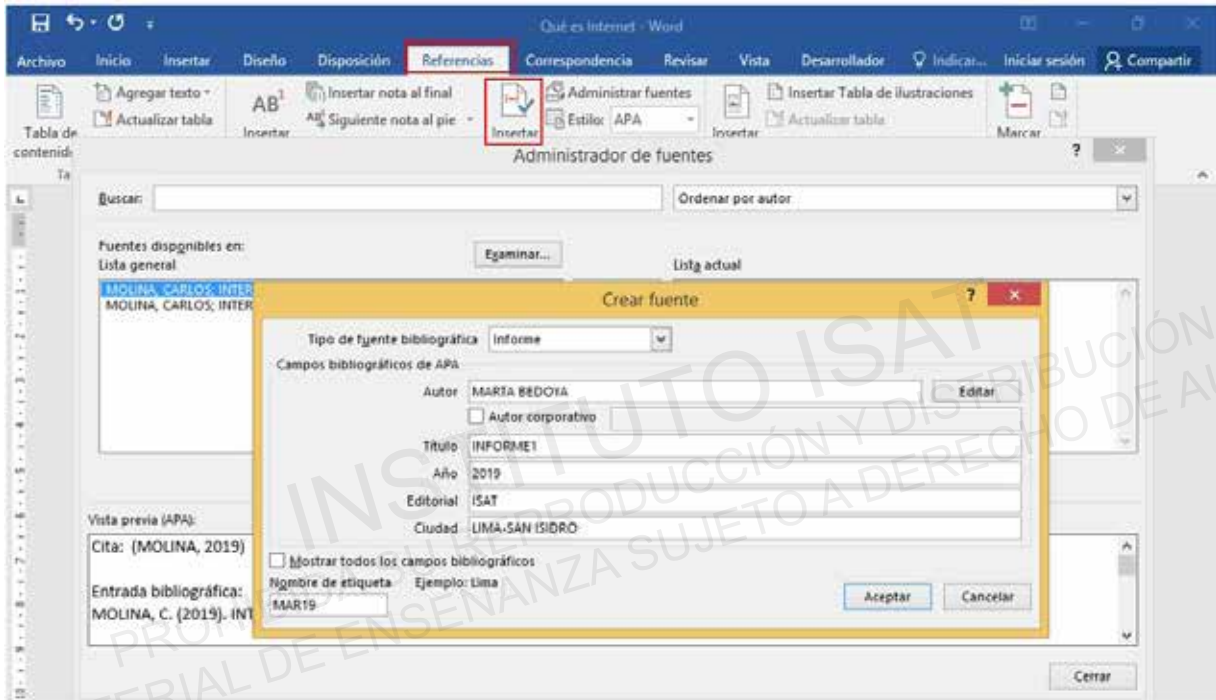 Qué es Internet - Word
Archivo Inicio Insertar Diseño Disposición Referencias Correspondencia Revisar Vista Desarrollador Indicar... Iniciar sesión Compartir
Agregar texto Insertar nota al final Administrar fuentes Insertar Tabla de ilustraciones
Actualizar tabla AB¹ Siguiente nota al pie Estilo: APA Actualizar tabla
Tabla de Insertar Insertar Insertar Marcar
contenid
Ta
Administrador de fuentes ?
Buscar: Ordenar por autor
Fuentes disponibles en:
Lista general Examinar... Lista actual
MOLINA, CARLOS; INTER
MOLINA, CARLOS; INTER
Crear fuente ?
Tipo de fuente bibliográfica Informe
Campos bibliográficos de APA
Autor MARTA BEDOYA Editar
Autor corporativo
Título INFORME1
Año 2019
Editorial ISAT
Ciudad LIMA-SAN ISIDRO
Mostrar todos los campos bibliográficos
Nombre de etiqueta Ejemplo: Lima
MAR19 Aceptar Cancelar
Vista previa (APA):
Cita: (MOLINA, 2019)
Entrada bibliográfica:
MOLINA, C. (2019). INT
Cerrar
INSTITUTO ISAT
SU REPRODUCCIÓN Y DISTRIBUCIÓN
DE ENSEÑANZA SUJETO A DERECHO DE